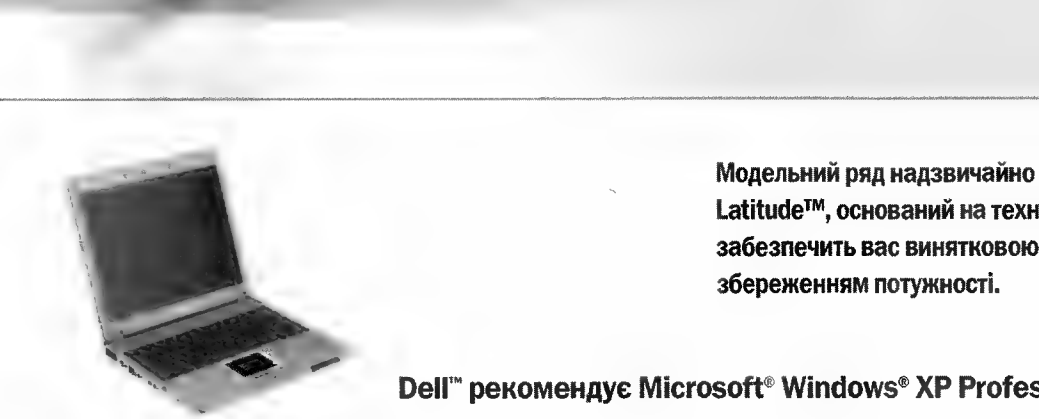 Модельний ряд надзвичайно
Latitude™, оснований на техн
забезпечить вас винятковою
збереженням потужності.
Dell™ рекомендує Microsoft® Windows® XP Profes